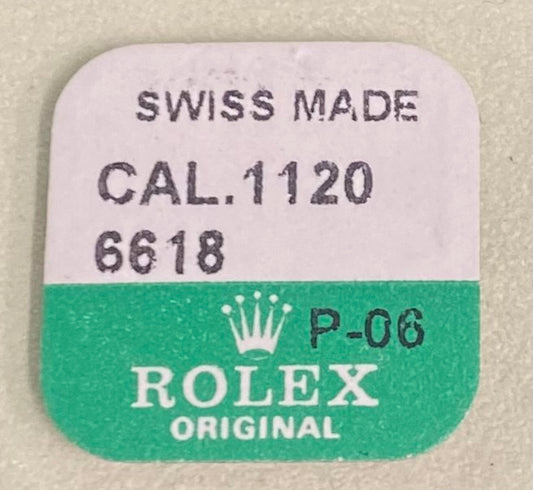 SWISS MADE
CAL.1120
6618
P-06
ROLEX
ORIGINAL